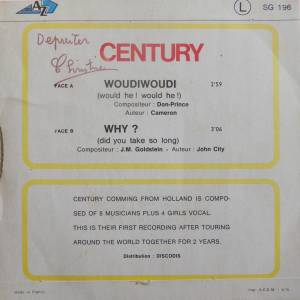 AZ
L
SG 196
Depreiter
Christine
CENTURY
FACE A
WOUDIWOUDI
2'59
(would he! would he!)
Compositeur : Don-Prince
Auteur : Cameron
FACE B
WHY ?
3'06
(did you take so long)
Compositeur : J.M. Goldstein - Auteur : John City
CENTURY COMMING FROM HOLLAND IS COMPO-
SED OF 8 MUSICIANS PLUS 4 GIRLS VOCAL.
THIS IS THEIR FIRST RECORDING AFTER TOURING
AROUND THE WORLD TOGETHER FOR 2 YEARS.
Distribution : DISCODIS
Made in France